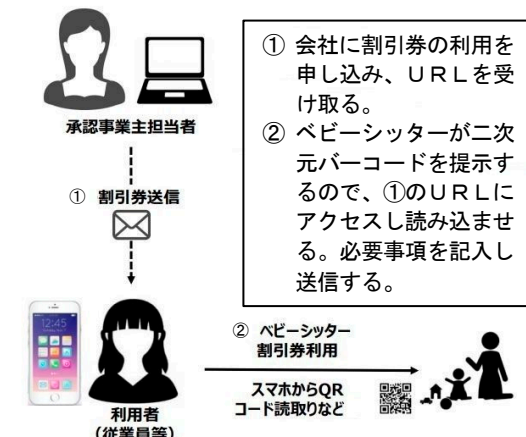 承認事業主担当者
① 割引券送信
① 会社に割引券の利用を
申し込み、ＵＲＬを受
け取る。
② ベビーシッターが二次
元バーコードを提示す
るので、①のＵＲＬに
アクセスし読み込ませ
る。必要事項を記入し
送信する。
12:45
② ベビーシッター
割引券利用
スマホからQR
コード読取りなど
利用者
(従業員等)